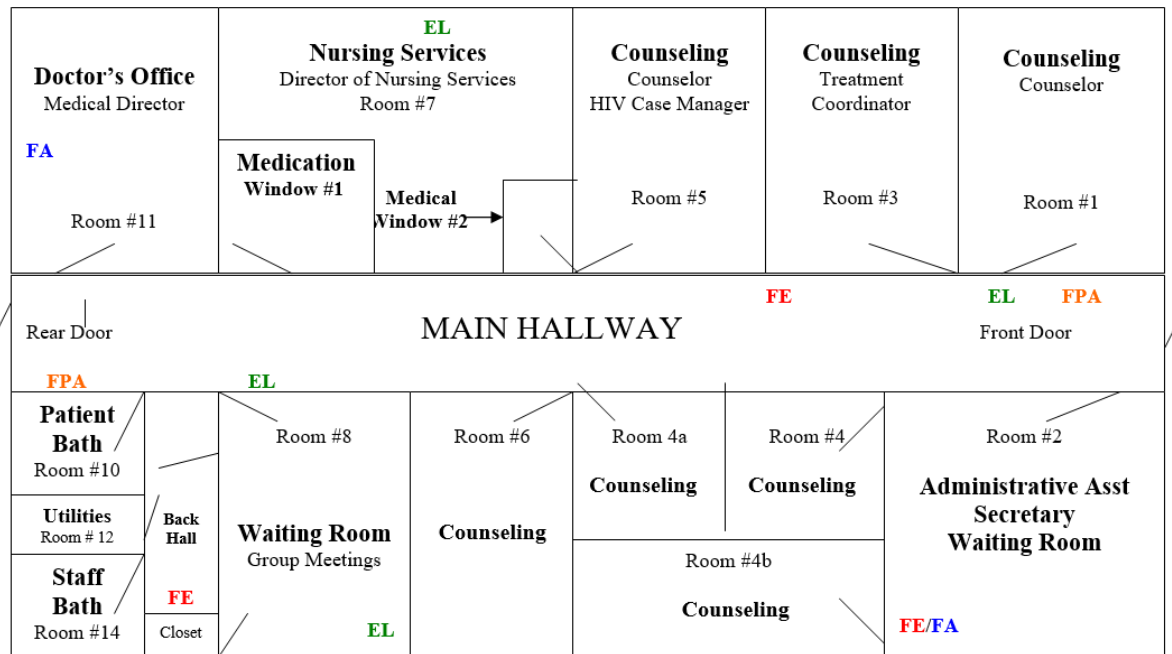 Doctor's Office
Medical Director
FA
Room #11
EL
Nursing Services
Director of Nursing Services
Room #7
Medication
Window #1
Medical
Window #2
Counseling
Counselor
HIV Case Manager
Room #5
Counseling
Treatment
Coordinator
Room #3
Counseling
Counselor
Room #1
Rear Door
FPA
EL
MAIN HALLWAY
FE
EL
FPA
Front Door
Patient
Bath
Room #10
Utilities
Room # 12
Staff
Bath
Room #14
Back
Hall
FE
Closet
Room #8
Waiting Room
Group Meetings
EL
Room #6
Counseling
Room 4a
Counseling
Room #4
Counseling
Room #4b
Counseling
Room #2
Administrative Asst
Secretary
Waiting Room
FE/FA